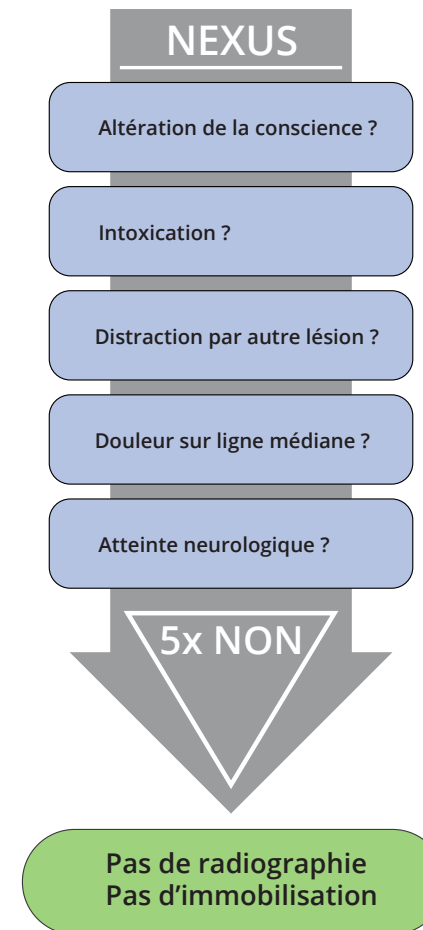 NEXUS
Altération de la conscience ?
Intoxication ?
Distraction par autre lésion ?
Douleur sur ligne médiane ?
Atteinte neurologique ?
5x NON
Pas de radiographie
Pas d’immobilisation